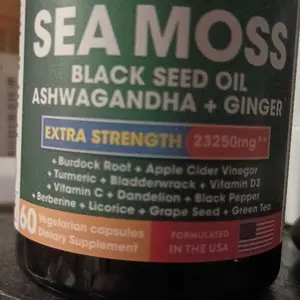 SEA MOSS
BLACK SEED OIL
ASHWAGANDHA + GINGER
EXTRA STRENGTH 23250mg**
+ Burdock Root + Apple Cider Vinegar
+ Turmeric + Bladderwrack + Vitamin D3
+ Vitamin C + Dandelion + Black Pepper
+ Berberine + Licorice + Grape Seed + Green Tea
60 Vegetarian capsules
Dietary Supplement
FORMULATED
IN THE USA